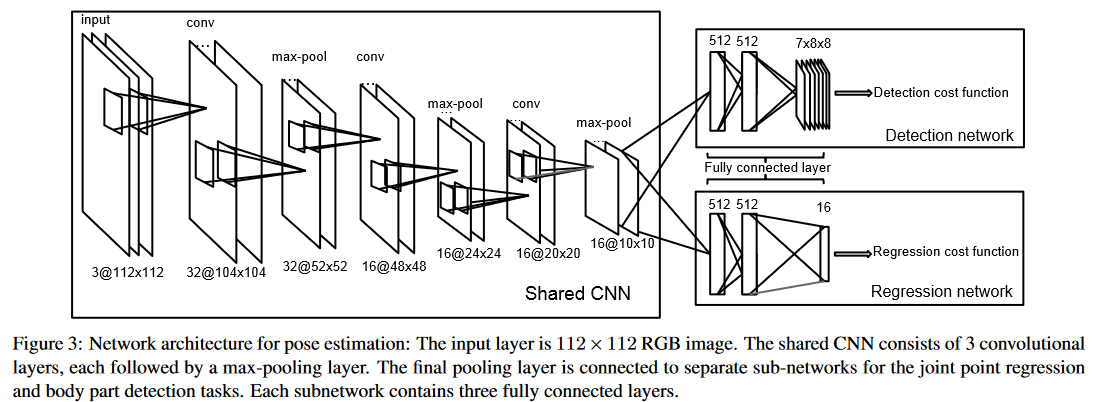 input
conv
...
max-pool
...
conv
...
max-pool
...
conv
...
max-pool
...
3@112x112
32@104x104
32@52x52
16@48x48
16@24x24
16@20x20
16@10x10
Shared CNN
512 512 7x8x8
Detection cost function
Detection network
Fully connected layer
512 512 16
Regression cost function
Regression network
Figure 3: Network architecture for pose estimation: The input layer is 112 × 112 RGB image. The shared CNN consists of 3 convolutional
layers, each followed by a max-pooling layer. The final pooling layer is connected to separate sub-networks for the joint point regression
and body part detection tasks. Each subnetwork contains three fully connected layers.